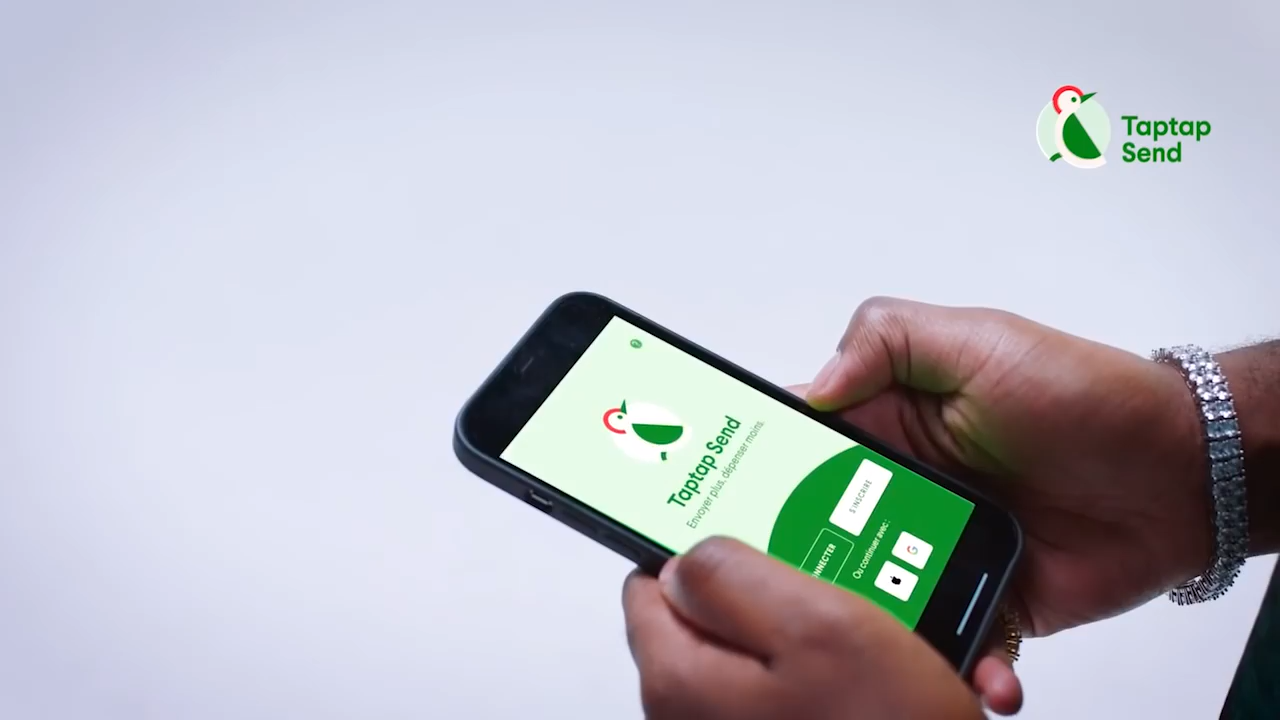 Taptap
Send
Taptap Send
Envoyer plus, dépenser moins.
S'INSCRIRE
Ou continuer avec :